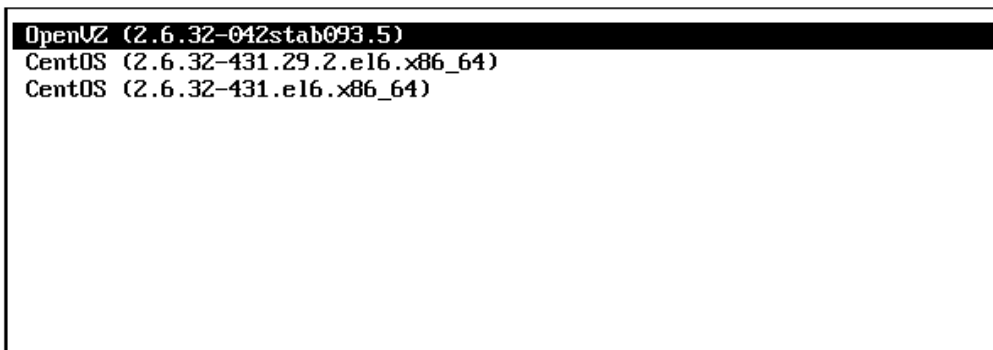 OpenVZ (2.6.32-042stab093.5)
CentOS (2.6.32-431.29.2.el6.x86_64)
CentOS (2.6.32-431.el6.x86_64)